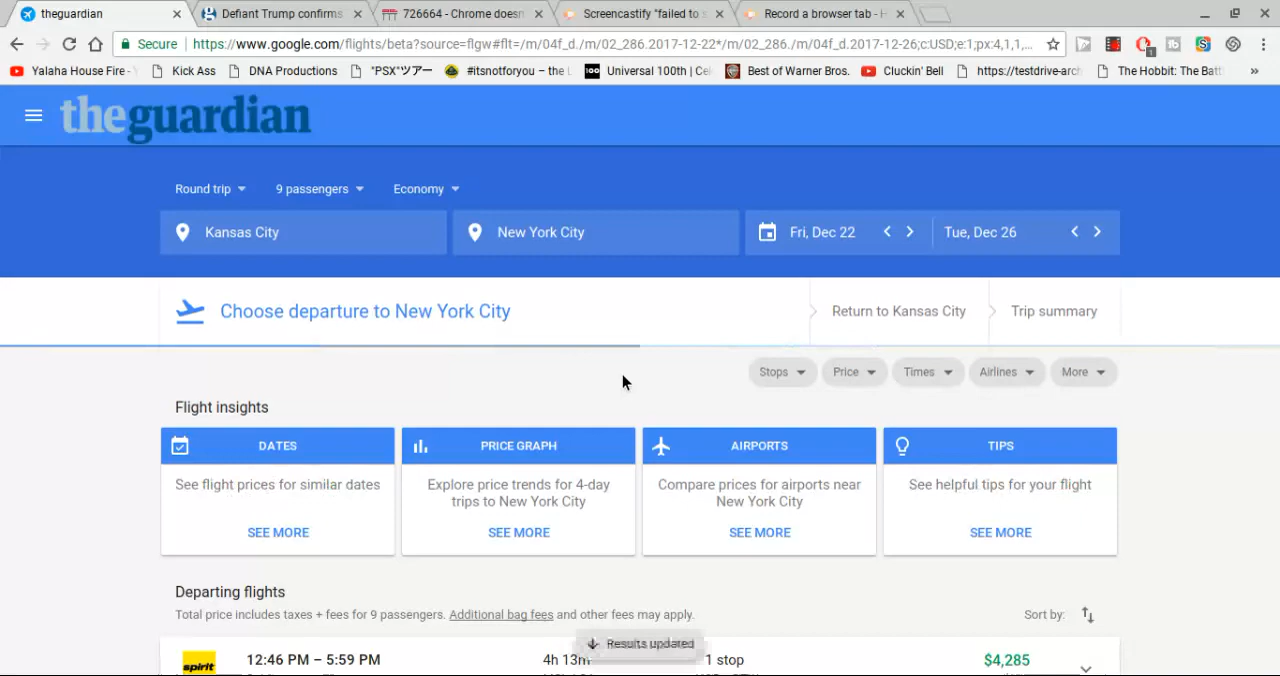 theguardian
Defiant Trump confirms
726664 - Chrome doesn
Screencastify "failed to s
Record a browser tab - H
Secure
https://www.google.com/flights/beta?source=flgw#flt=/m/04f_d./m/02_286.2017-12-22*/m/02_286./m/04f_d.2017-12-26;c:USD;e:1;px:4,1,1,...
1
Yalaha House Fire -
Kick Ass
DNA Productions
"PSX"ツアー
#itsnotforyou – the L
100
Universal 100th | Cel
Best of Warner Bros.
Cluckin' Bell
https://testdrive-arch
The Hobbit: The Batt
»
theguardian
Round trip
9 passengers
Economy
Kansas City
New York City
Fri, Dec 22
Tue, Dec 26
Choose departure to New York City
Return to Kansas City
Trip summary
Stops
Price
Times
Airlines
More
Flight insights
DATES
See flight prices for similar dates
SEE MORE
PRICE GRAPH
Explore price trends for 4-day
trips to New York City
SEE MORE
AIRPORTS
Compare prices for airports near
New York City
SEE MORE
TIPS
See helpful tips for your flight
SEE MORE
Departing flights
Total price includes taxes + fees for 9 passengers. Additional bag fees and other fees may apply.
Sort by:
Results updated
spirit
12:46 PM – 5:59 PM
4h 13m
1 stop
$4,285